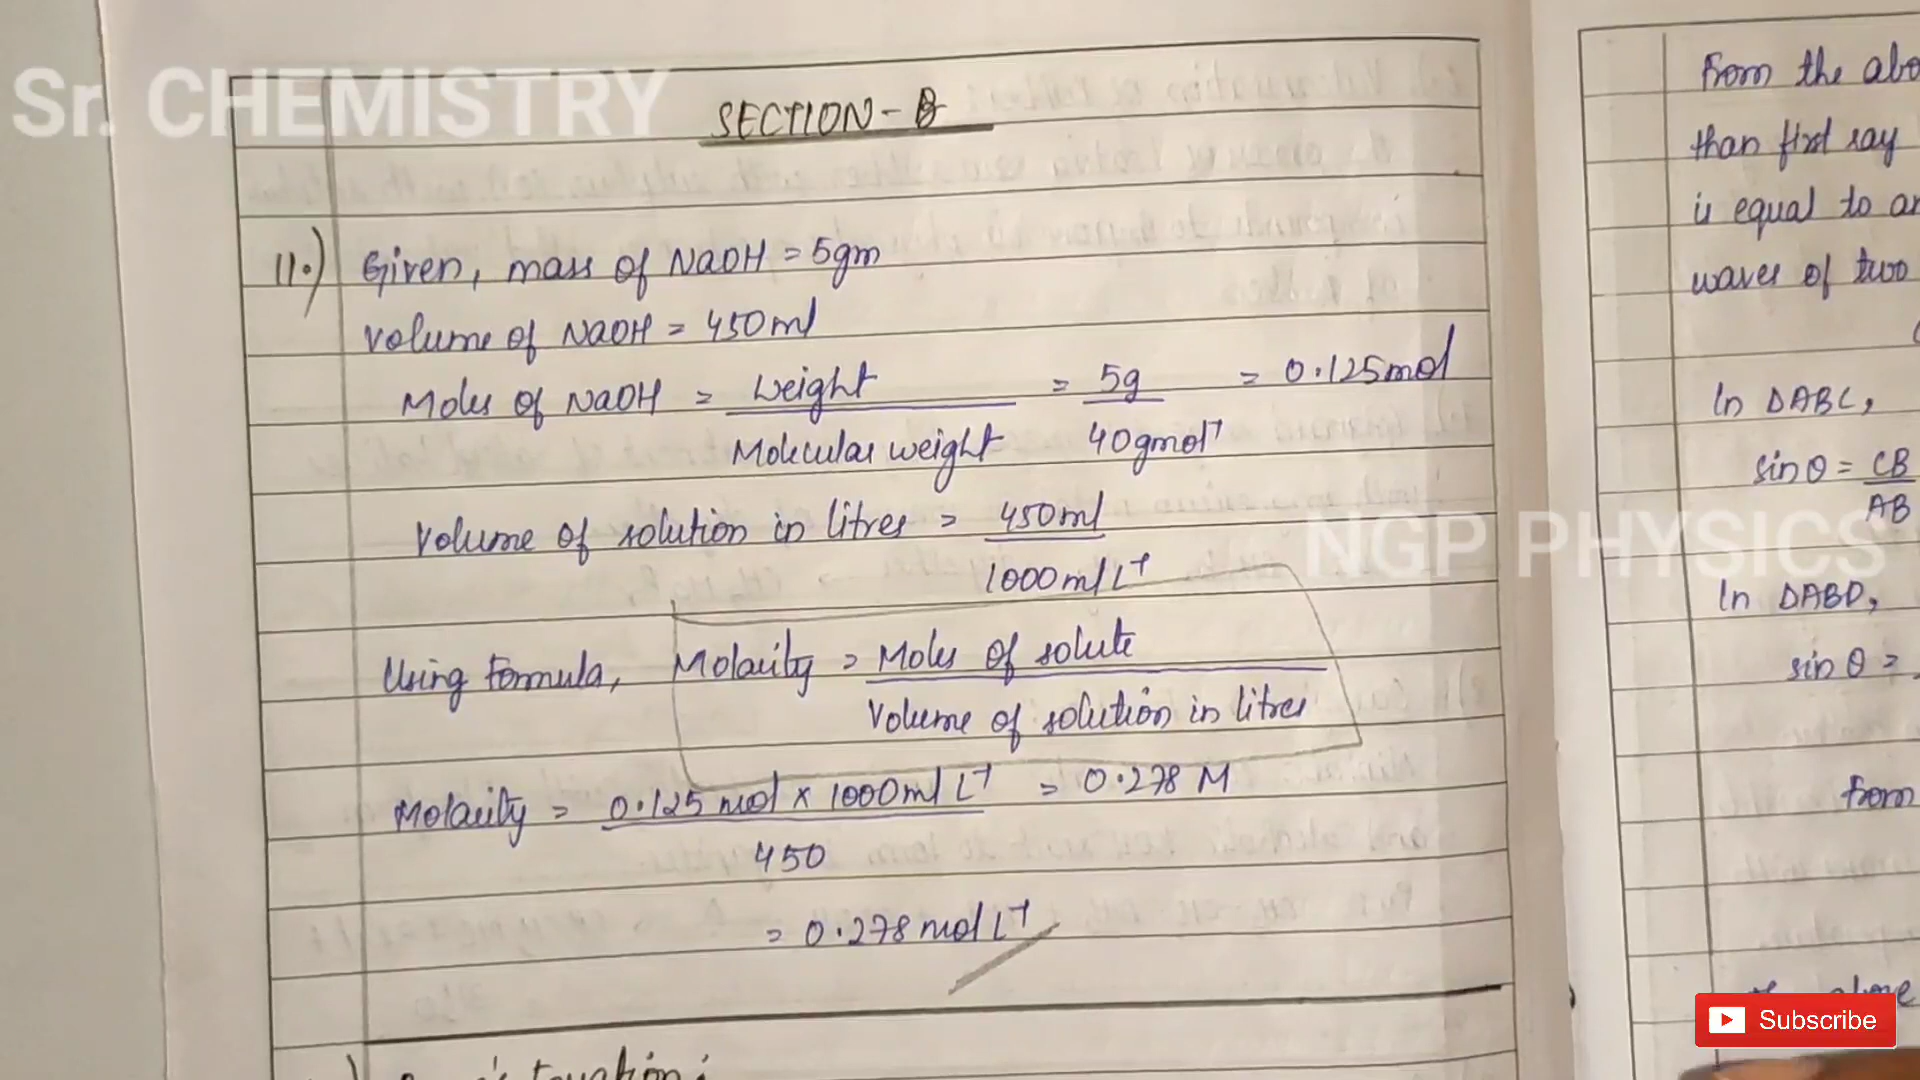 Sr. CHEMISTRY
SECTION - B
11.) Given, mass of NaOH = 5gm
Volume of NaOH = 450ml
Moles of NaOH = Weight / Molecular weight = 5g / 40gmol⁻¹ = 0.125mol
Volume of solution in litres = 450ml / 1000ml L⁻¹
Using formula, Molarity = Moles of solute / Volume of solution in litres
Molarity = 0.125 mol × 1000ml L⁻¹ / 450 = 0.278 M
= 0.278 mol L⁻¹
NGP PHYSICS
From the abo
than first ray
is equal to an
waves of two
In ΔABC,
sin θ = CB / AB
In ΔABD,
sin θ =
from
Subscribe